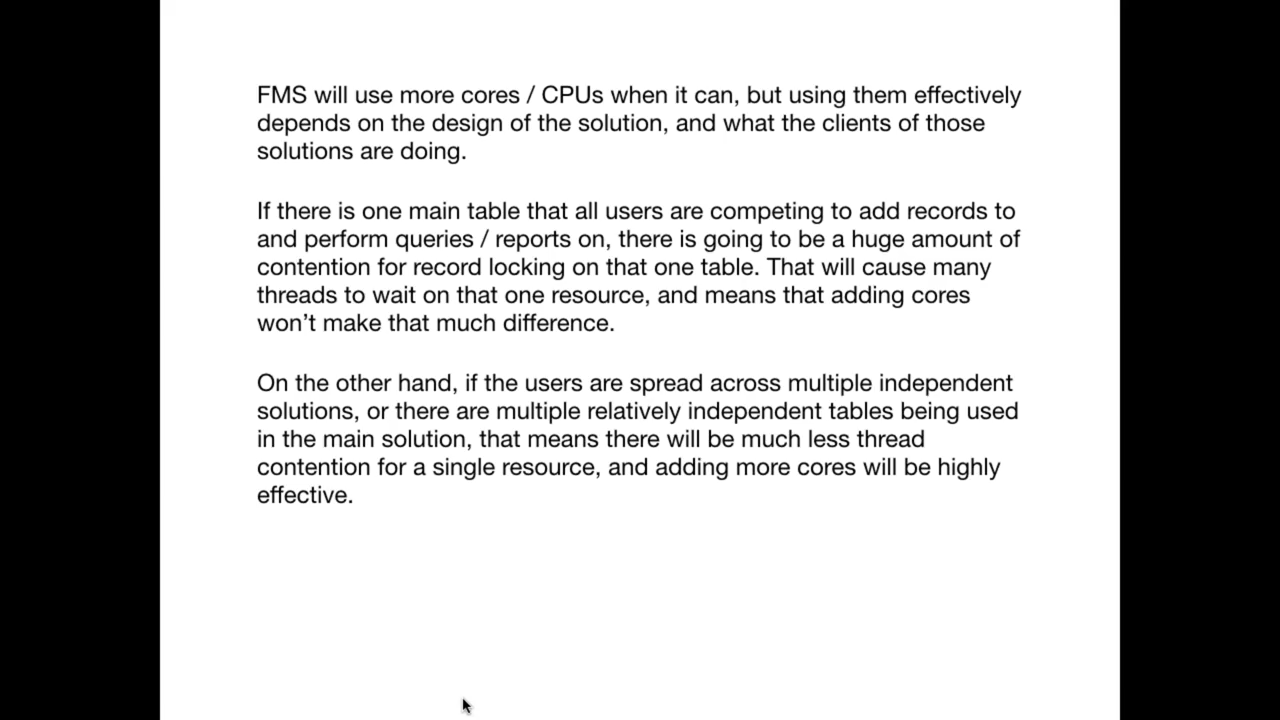 FMS will use more cores / CPUs when it can, but using them effectively
depends on the design of the solution, and what the clients of those
solutions are doing.
If there is one main table that all users are competing to add records to
and perform queries / reports on, there is going to be a huge amount of
contention for record locking on that one table. That will cause many
threads to wait on that one resource, and means that adding cores
won’t make that much difference.
On the other hand, if the users are spread across multiple independent
solutions, or there are multiple relatively independent tables being used
in the main solution, that means there will be much less thread
contention for a single resource, and adding more cores will be highly
effective.